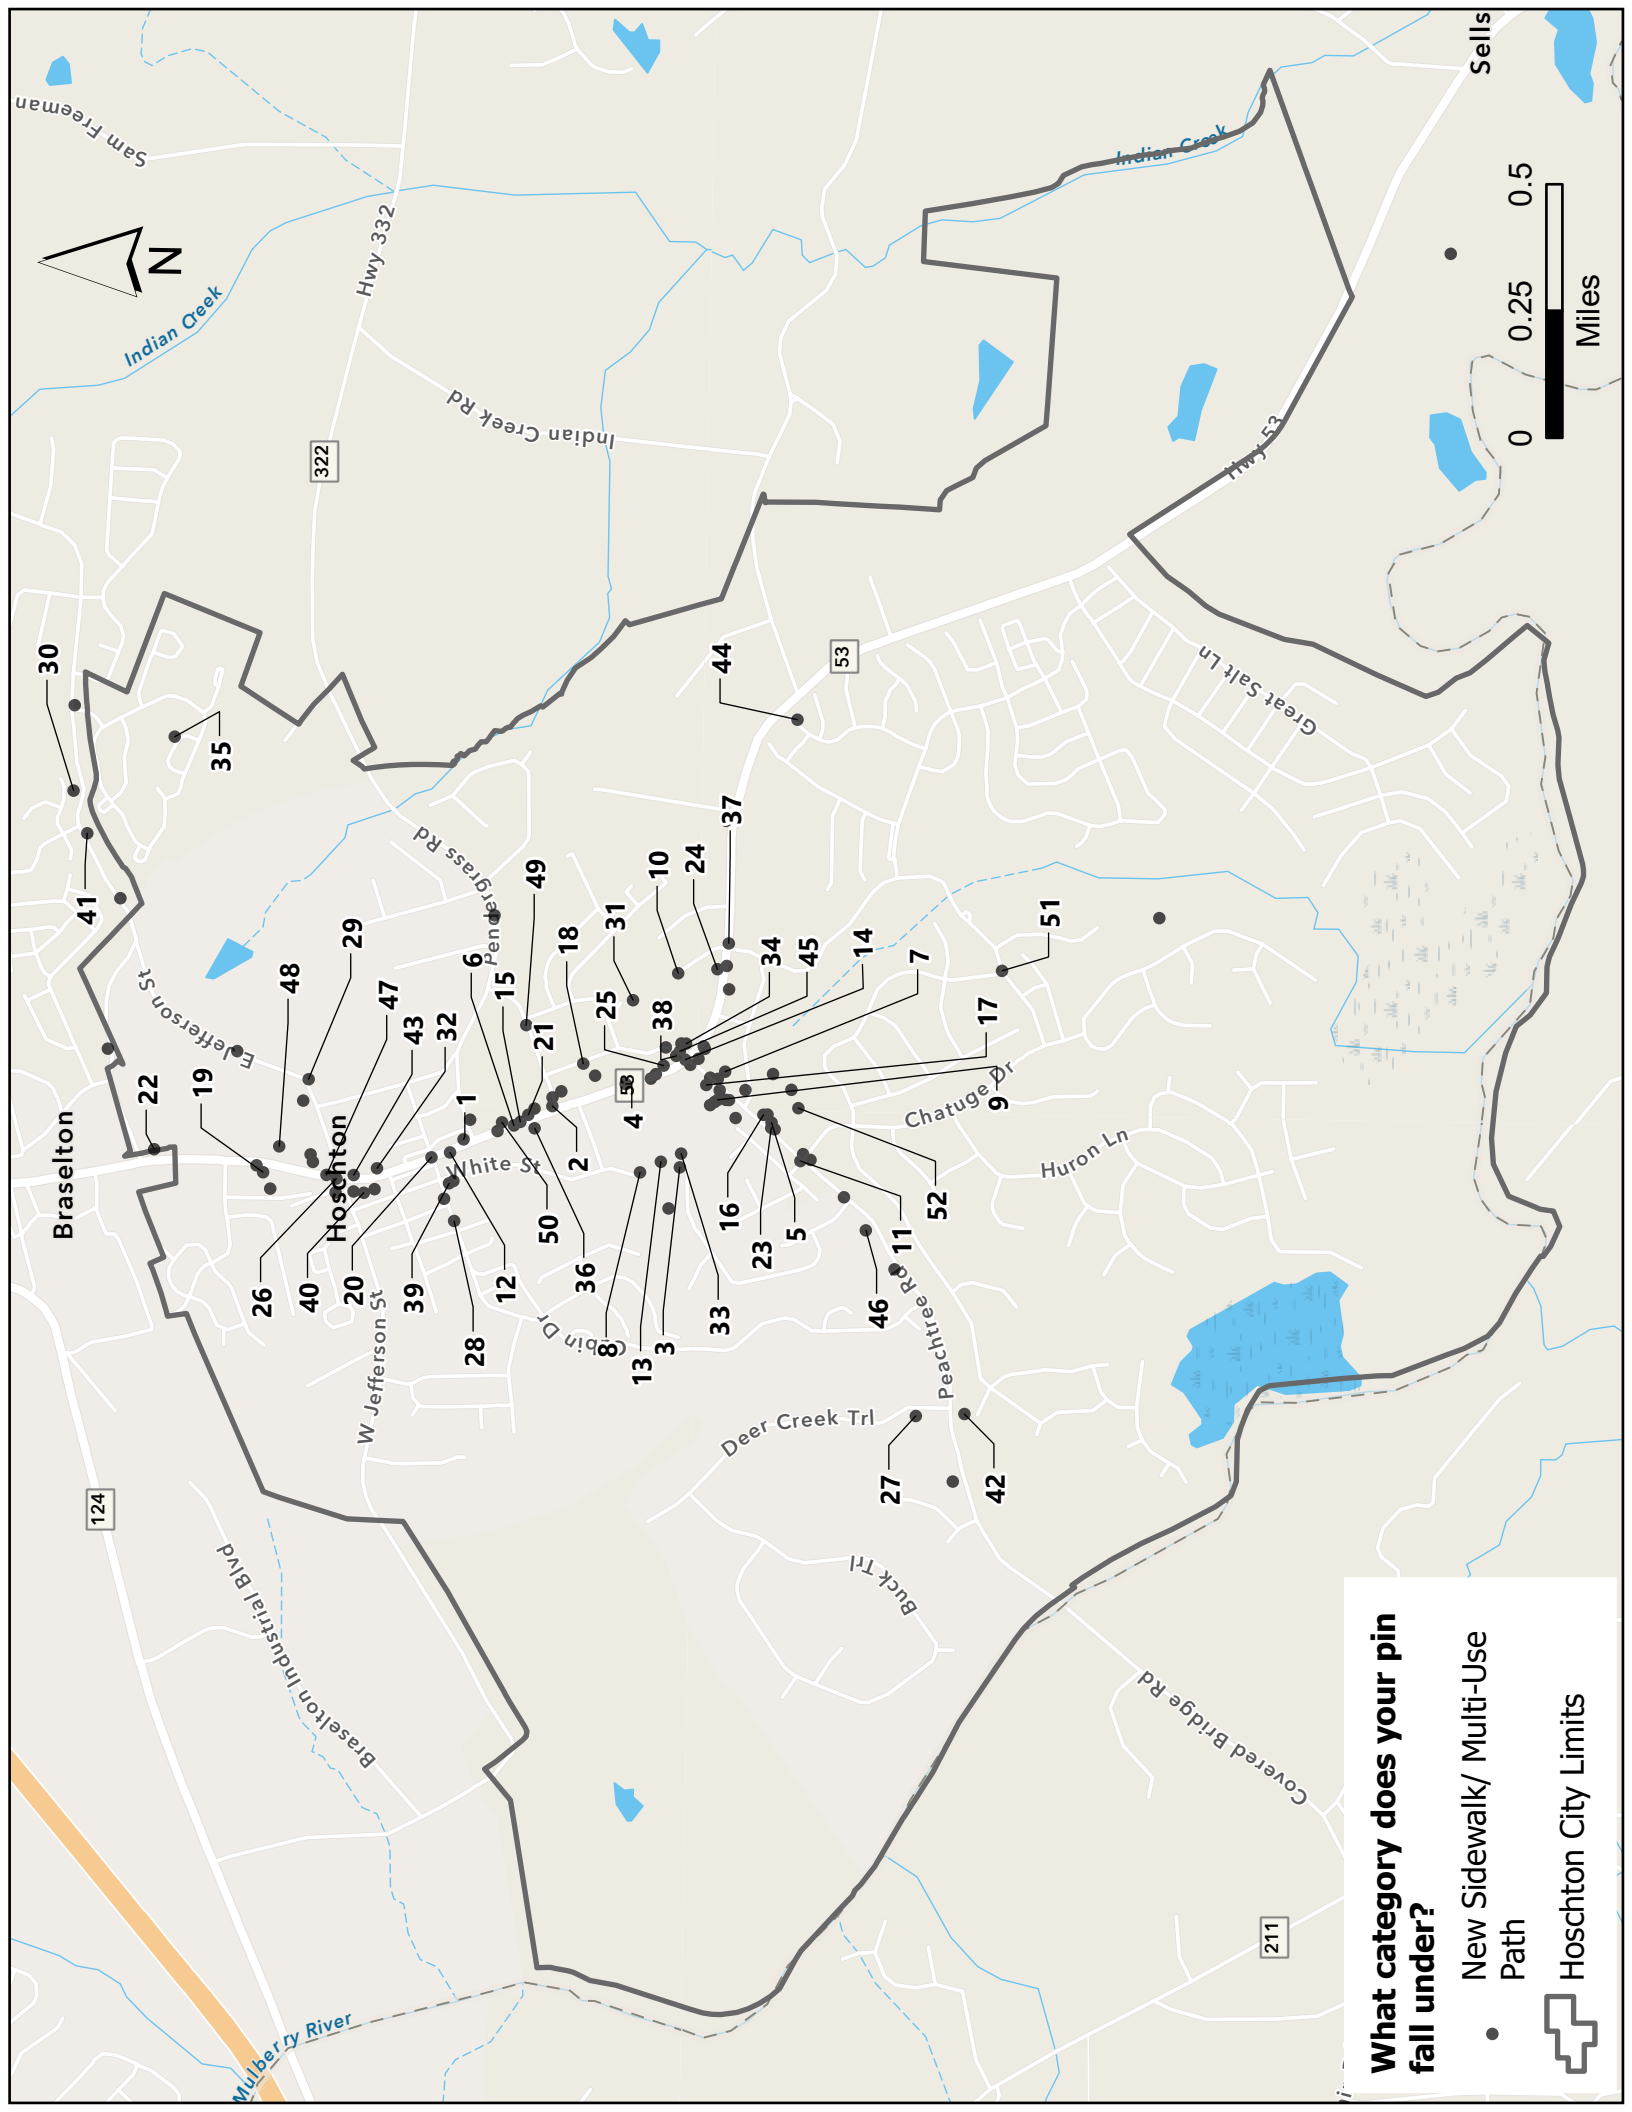 What category does your pin
fall under?
New Sidewalk/ Multi-Use
Path
Hoschton City Limits
0 0.25 0.5
Miles
N
Braselton
Hoschton
Sells
Mulberry River
Indian Creek
Indian Creek
Sam Freeman
Hwy 332
322
Indian Creek Rd
124
Braselton Industrial Blvd
W Jefferson St
E Jefferson St
White St
Cabin Dr
Pendergrass Rd
53
53
Hwy 53
Great Salt Ln
Chatuge Dr
Huron Ln
Peachtree Rd
Deer Creek Trl
Buck Trl
Covered Bridge Rd
211
30
35
41
22
19
48
29
47
43
32
1
6
15
49
21
18
25
31
38
10
24
37
44
34
45
14
7
17
9
51
4
2
26
40
20
39
28
12
50
36
8
13
3
33
16
23
5
52
11
46
27
42